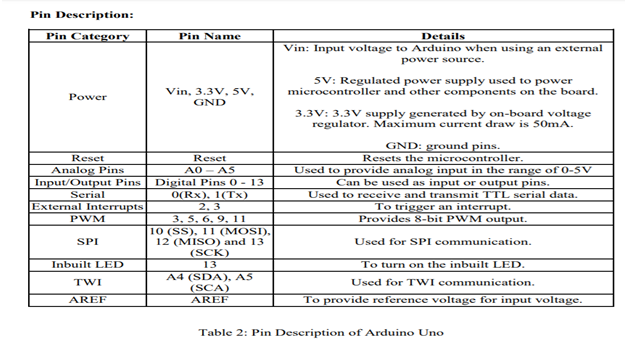 Pin Description:
Pin Category Pin Name Details
Power Vin, 3.3V, 5V, GND Vin: Input voltage to Arduino when using an external
power source.
5V: Regulated power supply used to power
microcontroller and other components on the board.
3.3V: 3.3V supply generated by on-board voltage
regulator. Maximum current draw is 50mA.
GND: ground pins.
Reset Reset Resets the microcontroller.
Analog Pins A0 – A5 Used to provide analog input in the range of 0-5V
Input/Output Pins Digital Pins 0 - 13 Can be used as input or output pins.
Serial 0(Rx), 1(Tx) Used to receive and transmit TTL serial data.
External Interrupts 2, 3 To trigger an interrupt.
PWM 3, 5, 6, 9, 11 Provides 8-bit PWM output.
SPI 10 (SS), 11 (MOSI), 12 (MISO) and 13 (SCK) Used for SPI communication.
Inbuilt LED 13 To turn on the inbuilt LED.
TWI A4 (SDA), A5 (SCA) Used for TWI communication.
AREF AREF To provide reference voltage for input voltage.
Table 2: Pin Description of Arduino Uno